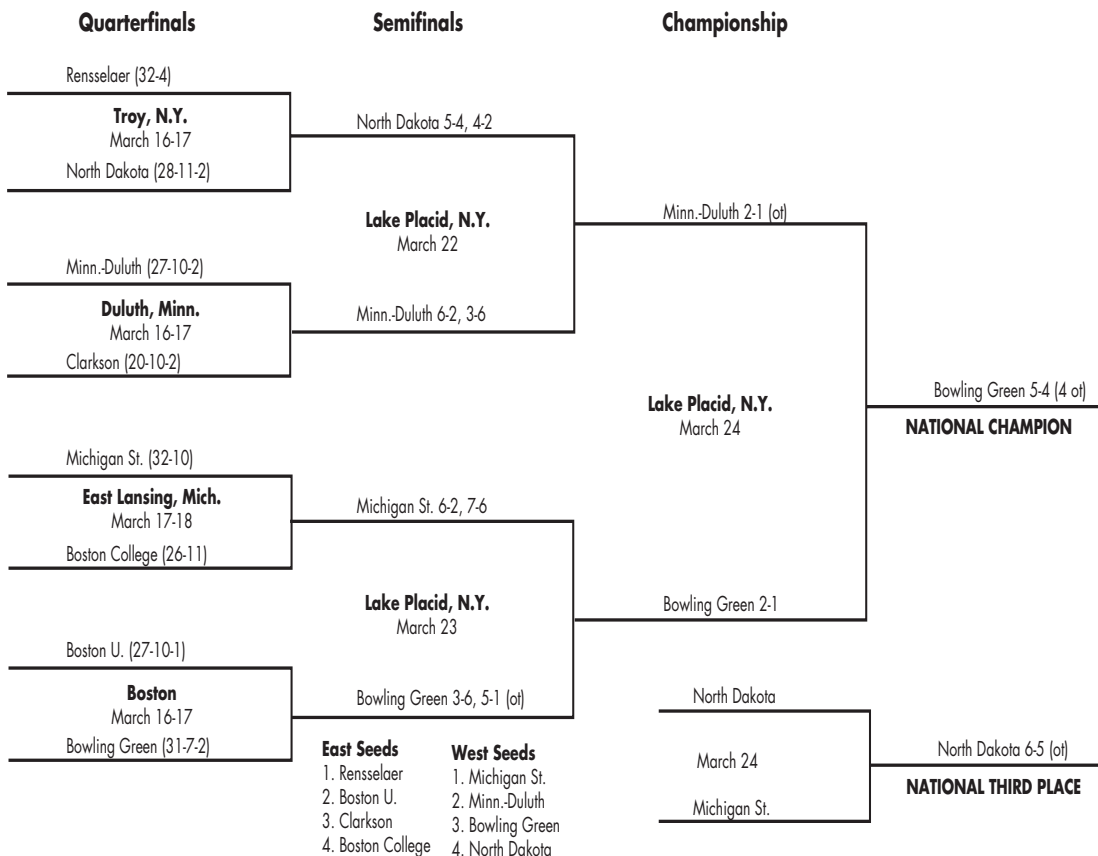 Quarterfinals
Semifinals
Championship
Rensselaer (32-4)
Troy, N.Y.
March 16-17
North Dakota (28-11-2)
North Dakota 5-4, 4-2
Lake Placid, N.Y.
March 22
Minn.-Duluth 2-1 (ot)
Minn.-Duluth (27-10-2)
Duluth, Minn.
March 16-17
Clarkson (20-10-2)
Minn.-Duluth 6-2, 3-6
Lake Placid, N.Y.
March 24
Bowling Green 5-4 (4 ot)
NATIONAL CHAMPION
Michigan St. (32-10)
East Lansing, Mich.
March 17-18
Boston College (26-11)
Michigan St. 6-2, 7-6
Lake Placid, N.Y.
March 23
Bowling Green 2-1
Boston U. (27-10-1)
Boston
March 16-17
Bowling Green (31-7-2)
Bowling Green 3-6, 5-1 (ot)
East Seeds
1. Rensselaer
2. Boston U.
3. Clarkson
4. Boston College
West Seeds
1. Michigan St.
2. Minn.-Duluth
3. Bowling Green
4. North Dakota
North Dakota
March 24
Michigan St.
North Dakota 6-5 (ot)
NATIONAL THIRD PLACE